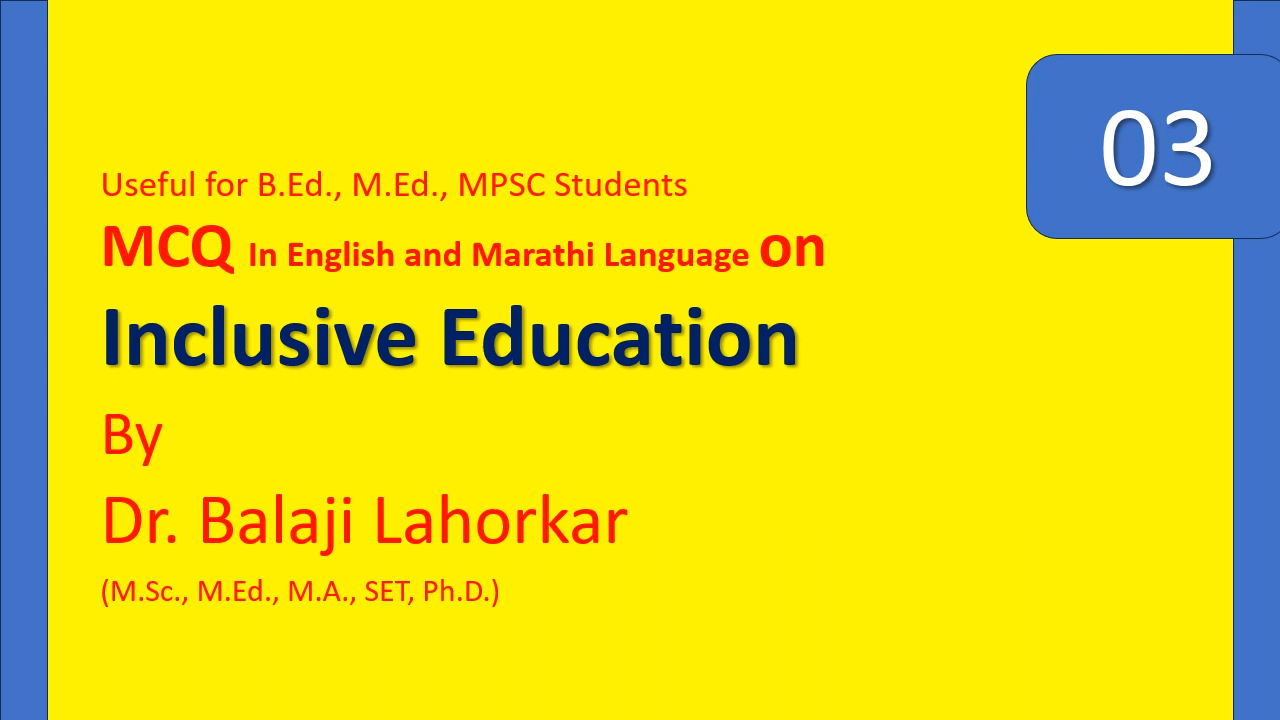 03
Useful for B.Ed., M.Ed., MPSC Students
MCQ In English and Marathi Language on
Inclusive Education
By
Dr. Balaji Lahorkar
(M.Sc., M.Ed., M.A., SET, Ph.D.)